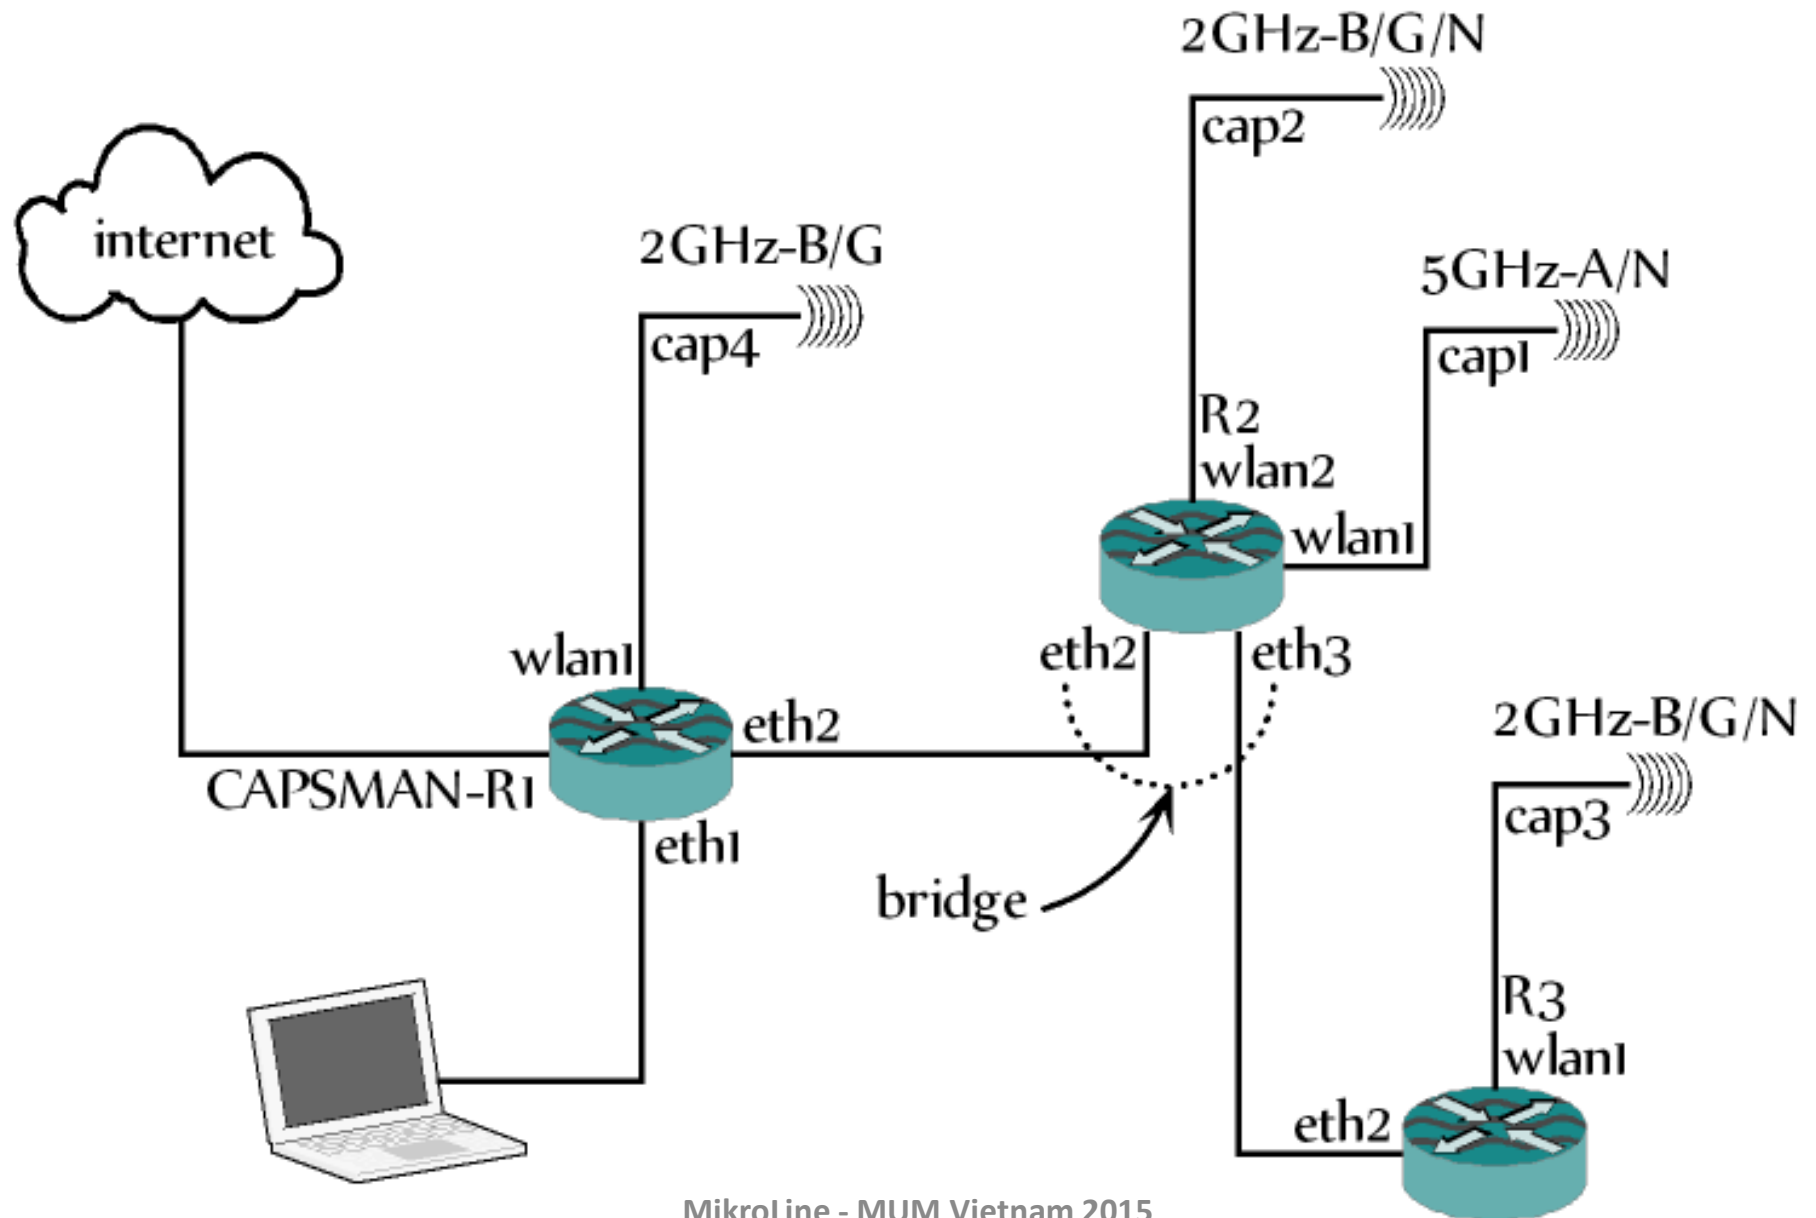 2GHz-B/G/N
cap2
internet
2GHz-B/G
cap4
5GHz-A/N
cap1
R2
wlan2
wlan1
eth2
eth3
wlan1
eth2
CAPSMAN-R1
eth1
bridge
2GHz-B/G/N
cap3
R3
wlan1
eth2
MikroLine - MUM Vietnam 2015